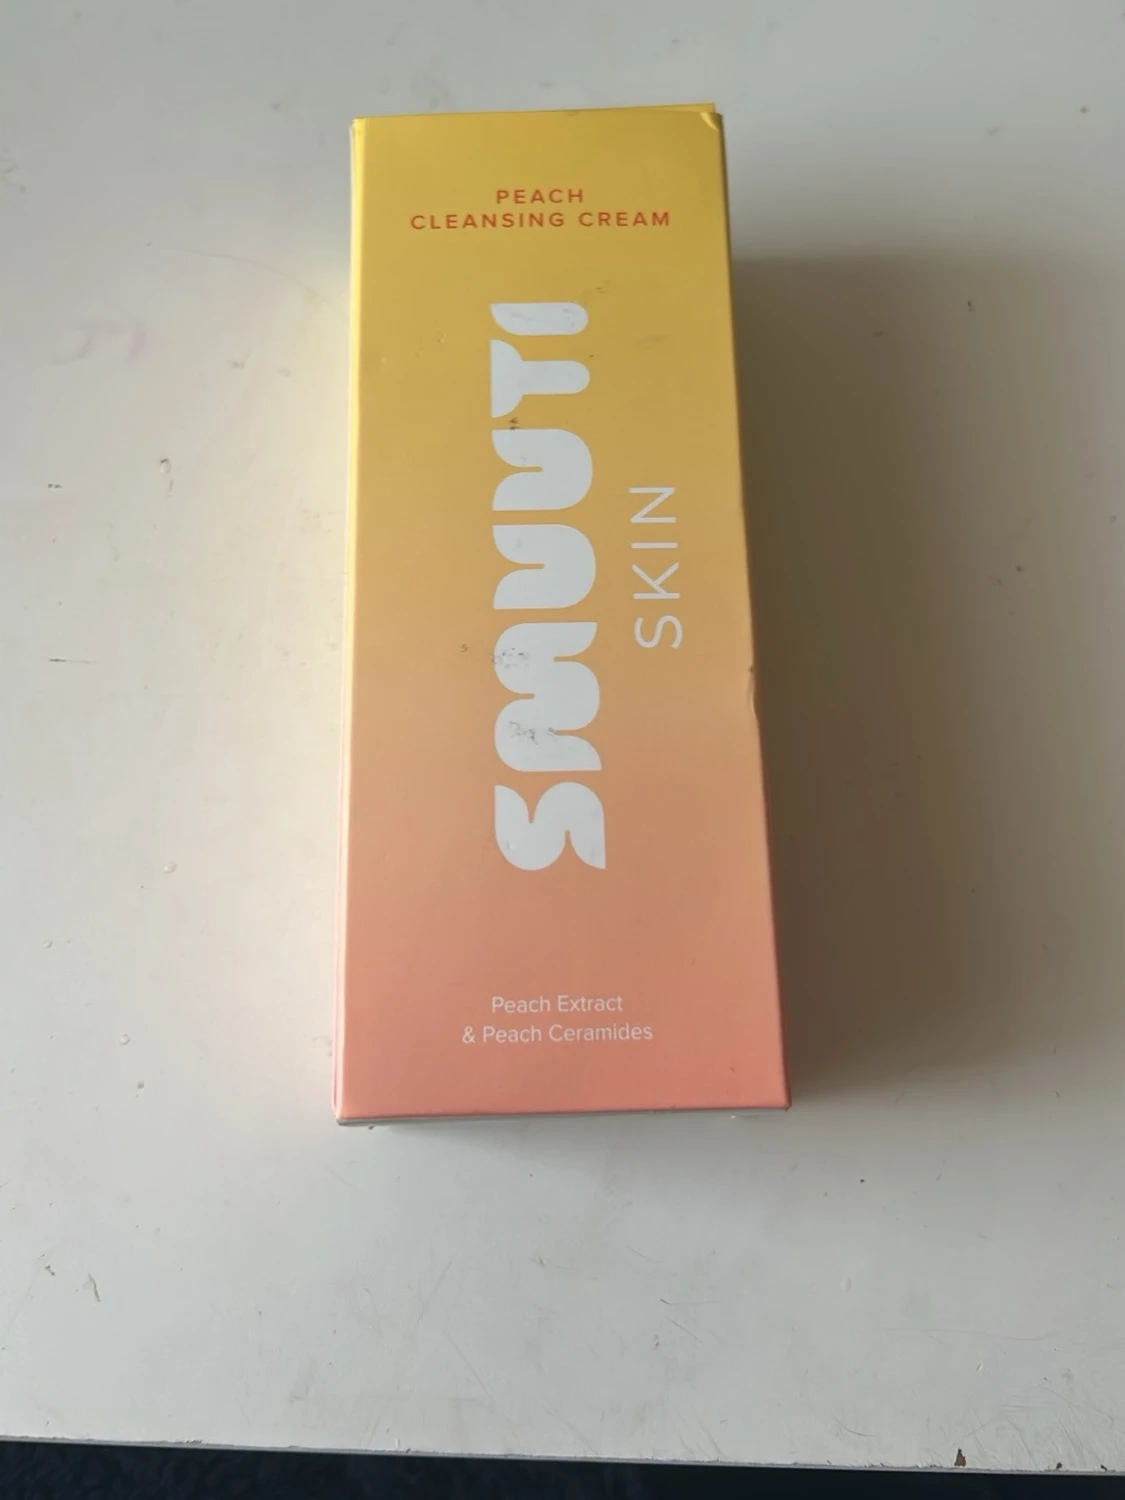 PEACH
CLEANSING CREAM
SMUUTI
SKIN
Peach Extract
& Peach Ceramides